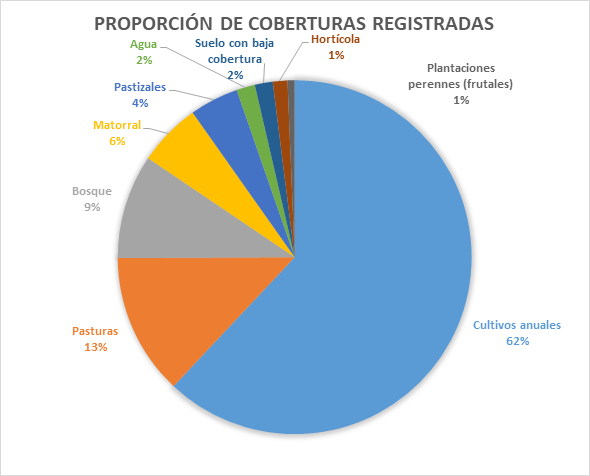 PROPORCIÓN DE COBERTURAS REGISTRADAS
Agua
2%
Suelo con baja
cobertura
2%
Hortícola
1%
Plantaciones
perennes (frutales)
1%
Pastizales
4%
Matorral
6%
Bosque
9%
Pasturas
13%
Cultivos anuales
62%